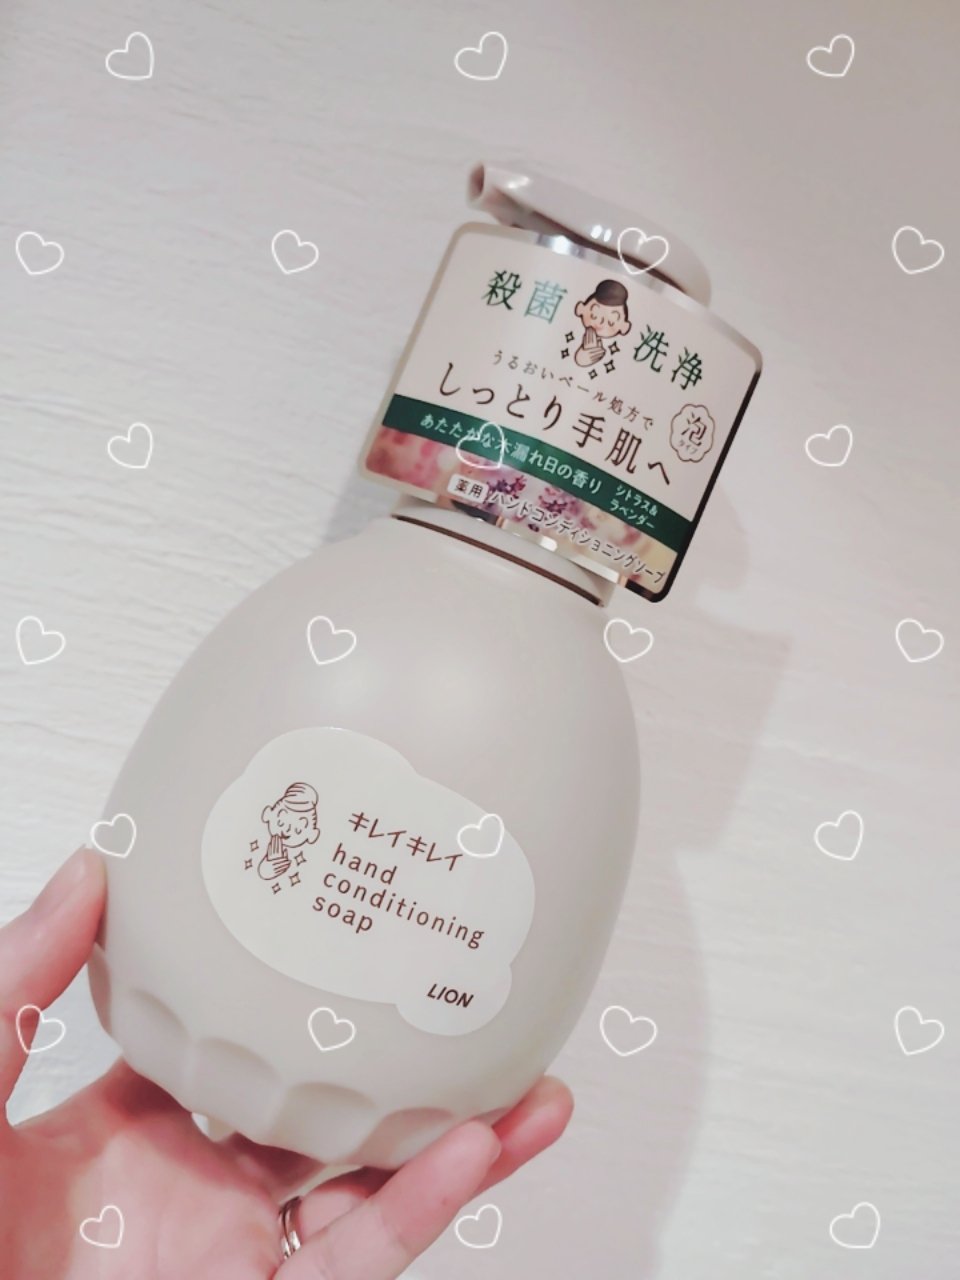 殺菌 洗浄
うるおいベール処方で
しっとり手肌へ
泡
タイプ
あたたかな木漏れ日の香り
シトラス&
ラベンダー
薬用 ハンドコンディショニングソープ
キレイキレイ
hand
conditioning
soap
LION